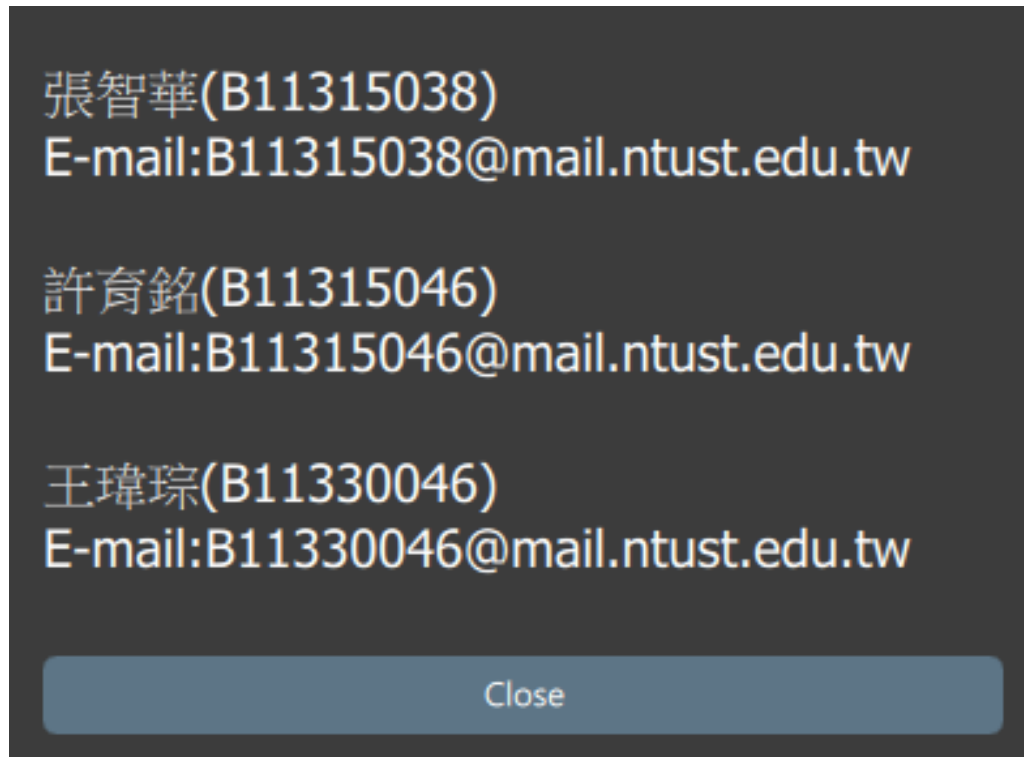 張智華(B11315038)
E-mail:B11315038@mail.ntust.edu.tw
許育銘(B11315046)
E-mail:B11315046@mail.ntust.edu.tw
王瑋琮(B11330046)
E-mail:B11330046@mail.ntust.edu.tw
Close